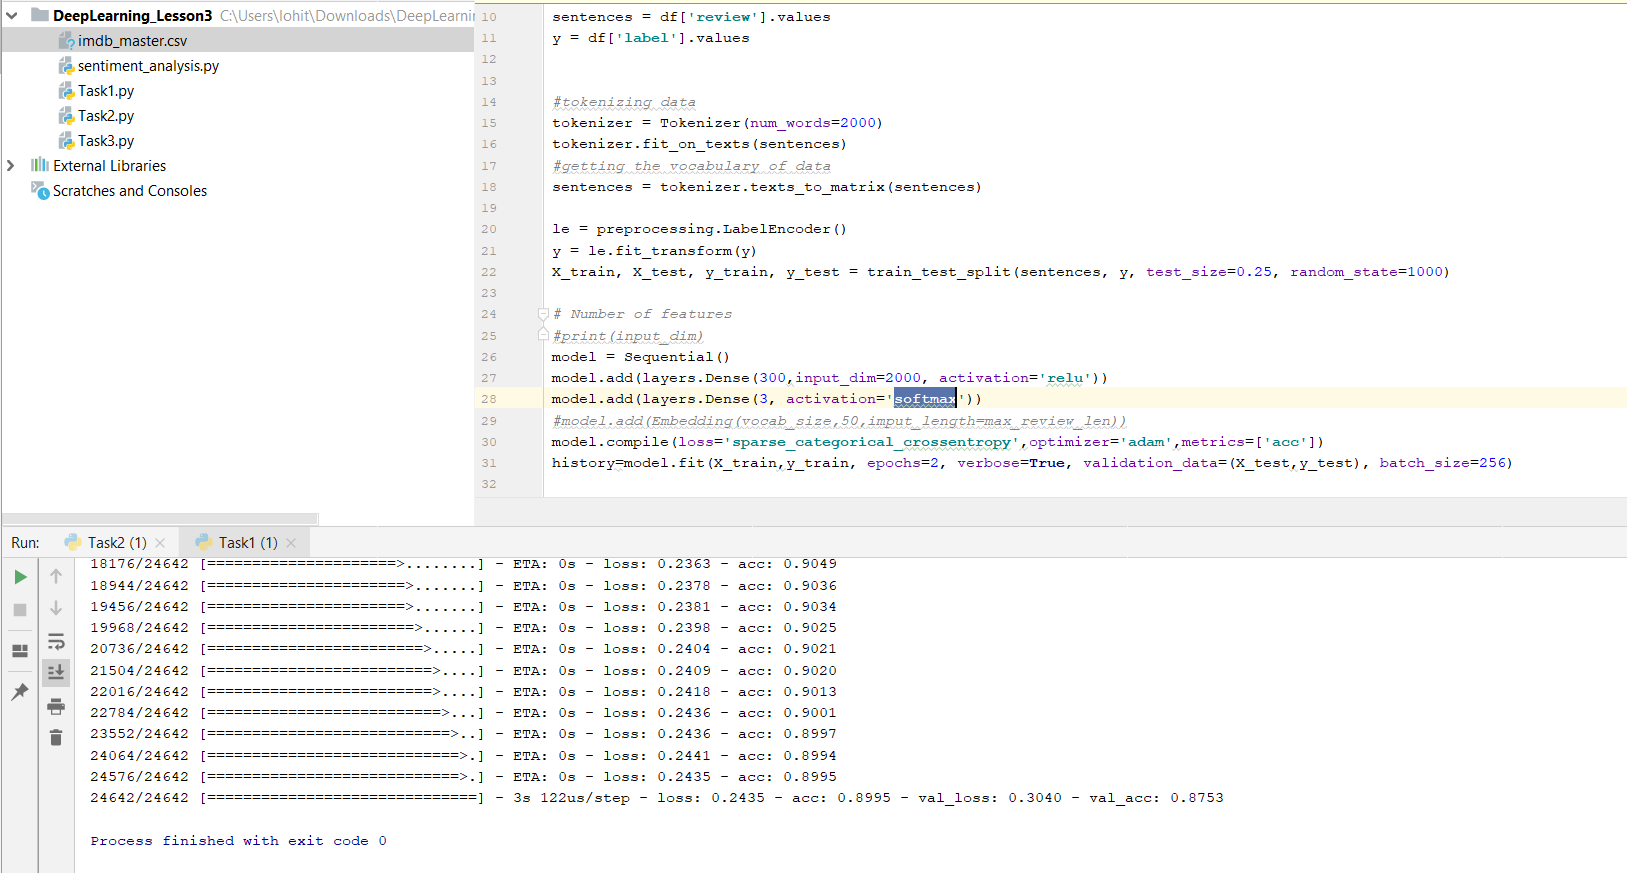 DeepLearning_Lesson3 C:\Users\lohit\Downloads\DeepLearnin
imdb_master.csv
sentiment_analysis.py
Task1.py
Task2.py
Task3.py
External Libraries
Scratches and Consoles
10 sentences = df['review'].values
11 y = df['label'].values
12
13
14 #tokenizing data
15 tokenizer = Tokenizer(num_words=2000)
16 tokenizer.fit_on_texts(sentences)
17 #getting the vocabulary of data
18 sentences = tokenizer.texts_to_matrix(sentences)
19
20 le = preprocessing.LabelEncoder()
21 y = le.fit_transform(y)
22 X_train, X_test, y_train, y_test = train_test_split(sentences, y, test_size=0.25, random_state=1000)
23
24 # Number of features
25 #print(input_dim)
26 model = Sequential()
27 model.add(layers.Dense(300,input_dim=2000, activation='relu'))
28 model.add(layers.Dense(3, activation='softmax'))
29 #model.add(Embedding(vocab_size,50,input_length=max_review_len))
30 model.compile(loss='sparse_categorical_crossentropy',optimizer='adam',metrics=['acc'])
31 history=model.fit(X_train,y_train, epochs=2, verbose=True, validation_data=(X_test,y_test), batch_size=256)
32
Run: Task2 (1) Task1 (1)
18176/24642 [=====================>........] - ETA: 0s - loss: 0.2363 - acc: 0.9049
18944/24642 [======================>.......] - ETA: 0s - loss: 0.2378 - acc: 0.9036
19456/24642 [======================>.......] - ETA: 0s - loss: 0.2381 - acc: 0.9034
19968/24642 [=======================>......] - ETA: 0s - loss: 0.2398 - acc: 0.9025
20736/24642 [========================>.....] - ETA: 0s - loss: 0.2404 - acc: 0.9021
21504/24642 [=========================>....] - ETA: 0s - loss: 0.2409 - acc: 0.9020
22016/24642 [=========================>....] - ETA: 0s - loss: 0.2418 - acc: 0.9013
22784/24642 [==========================>...] - ETA: 0s - loss: 0.2436 - acc: 0.9001
23552/24642 [===========================>..] - ETA: 0s - loss: 0.2436 - acc: 0.8997
24064/24642 [============================>.] - ETA: 0s - loss: 0.2441 - acc: 0.8994
24576/24642 [============================>.] - ETA: 0s - loss: 0.2435 - acc: 0.8995
24642/24642 [==============================] - 3s 122us/step - loss: 0.2435 - acc: 0.8995 - val_loss: 0.3040 - val_acc: 0.8753
Process finished with exit code 0